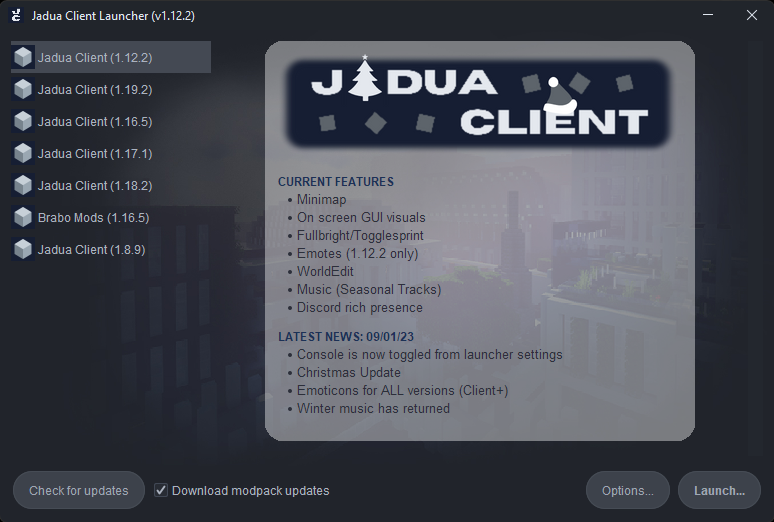 Jadua Client Launcher (v1.12.2)
Jadua Client (1.12.2)
Jadua Client (1.19.2)
Jadua Client (1.16.5)
Jadua Client (1.17.1)
Jadua Client (1.18.2)
Brabo Mods (1.16.5)
Jadua Client (1.8.9)
JADUA
CLIENT
CURRENT FEATURES
• Minimap
• On screen GUI visuals
• Fullbright/Togglesprint
• Emotes (1.12.2 only)
• WorldEdit
• Music (Seasonal Tracks)
• Discord rich presence
LATEST NEWS: 09/01/23
• Console is now toggled from launcher settings
• Christmas Update
• Emoticons for ALL versions (Client+)
• Winter music has returned
Check for updates
Download modpack updates
Options...
Launch...